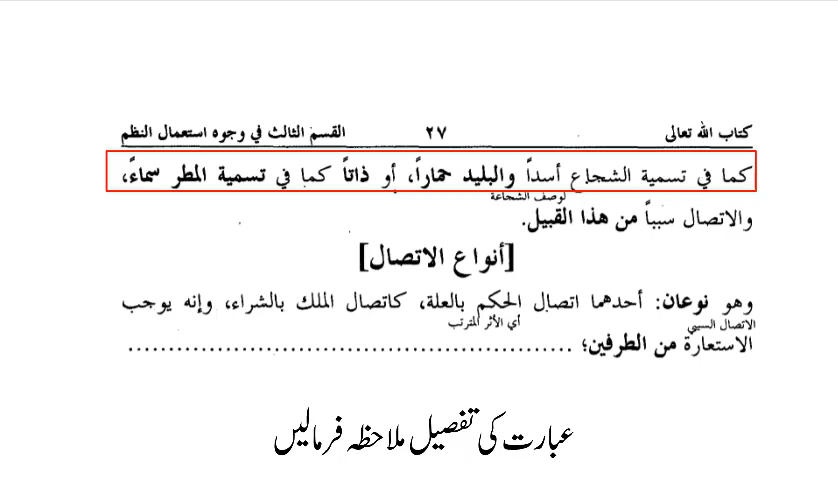 كتاب الله تعالى ٢٧ القسم الثالث في وجوه استعمال النظم
كما في تسمية الشجاع أسداً والبليد حماراً، أو ذاتاً كما في تسمية المطر سماءً،
لوصف الشجاعة
والاتصال سبباً من هذا القبيل.
[أنواع الاتصال]
وهو نوعان: أحدهما اتصال الحكم بالعلة، كاتصال الملك بالشراء، وإنه يوجب
الاتصال السببي أي الأثر المترتب
الاستعارة من الطرفين؛ ....................................................
عبارت کی تفصیل ملاحظہ فرمالیں